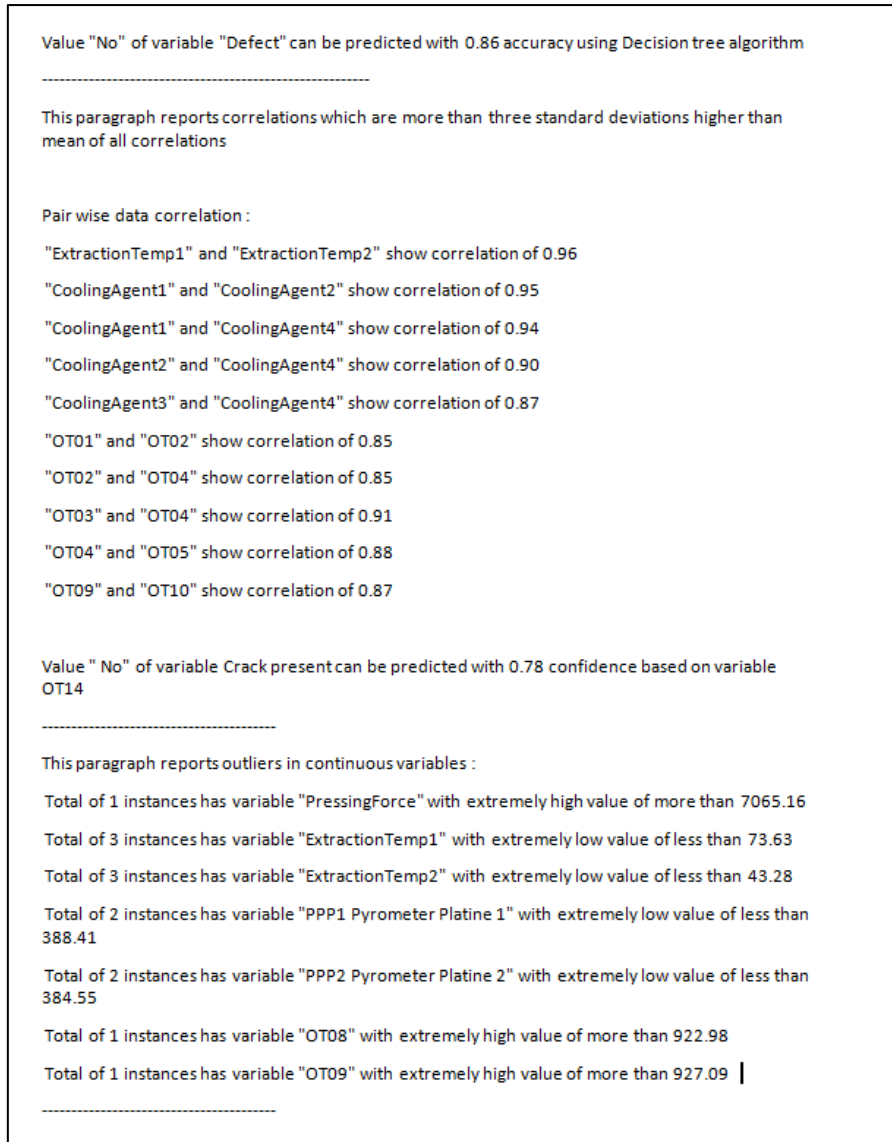 Value "No" of variable "Defect" can be predicted with 0.86 accuracy using Decision tree algorithm
--------------------------------------------------------
This paragraph reports correlations which are more than three standard deviations higher than
mean of all correlations
Pair wise data correlation :
"ExtractionTemp1" and "ExtractionTemp2" show correlation of 0.96
"CoolingAgent1" and "CoolingAgent2" show correlation of 0.95
"CoolingAgent1" and "CoolingAgent4" show correlation of 0.94
"CoolingAgent2" and "CoolingAgent4" show correlation of 0.90
"CoolingAgent3" and "CoolingAgent4" show correlation of 0.87
"OT01" and "OT02" show correlation of 0.85
"OT02" and "OT04" show correlation of 0.85
"OT03" and "OT04" show correlation of 0.91
"OT04" and "OT05" show correlation of 0.88
"OT09" and "OT10" show correlation of 0.87
Value " No" of variable Crack present can be predicted with 0.78 confidence based on variable
OT14
----------------------------------------
This paragraph reports outliers in continuous variables :
Total of 1 instances has variable "PressingForce" with extremely high value of more than 7065.16
Total of 3 instances has variable "ExtractionTemp1" with extremely low value of less than 73.63
Total of 3 instances has variable "ExtractionTemp2" with extremely low value of less than 43.28
Total of 2 instances has variable "PPP1 Pyrometer Platine 1" with extremely low value of less than
388.41
Total of 2 instances has variable "PPP2 Pyrometer Platine 2" with extremely low value of less than
384.55
Total of 1 instances has variable "OT08" with extremely high value of more than 922.98
Total of 1 instances has variable "OT09" with extremely high value of more than 927.09
----------------------------------------